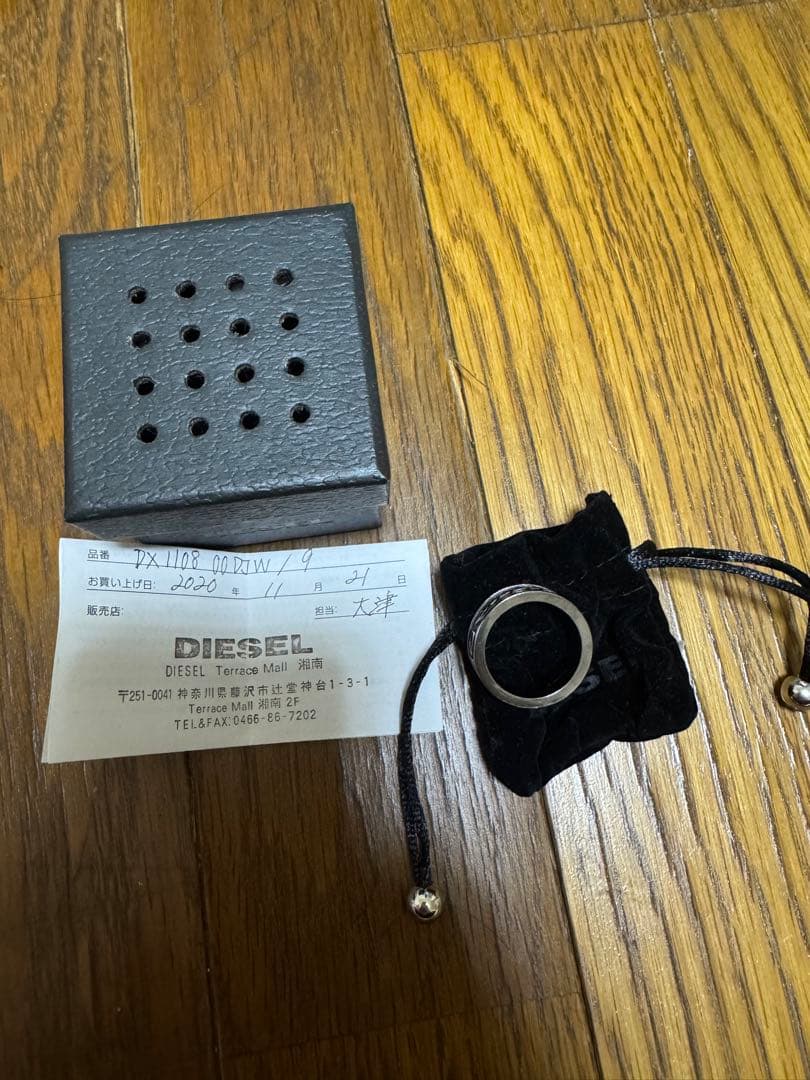 品番 DX1108 00DJW / 9
お買い上げ日: 2020 年 11 月 21 日
販売店: 担当: 大津
DIESEL
DIESEL Terrace Mall 湘南
〒251-0041 神奈川県藤沢市辻堂神台1-3-1
Terrace Mall 湘南 2F
TEL&FAX:0466-86-7202
DIESEL